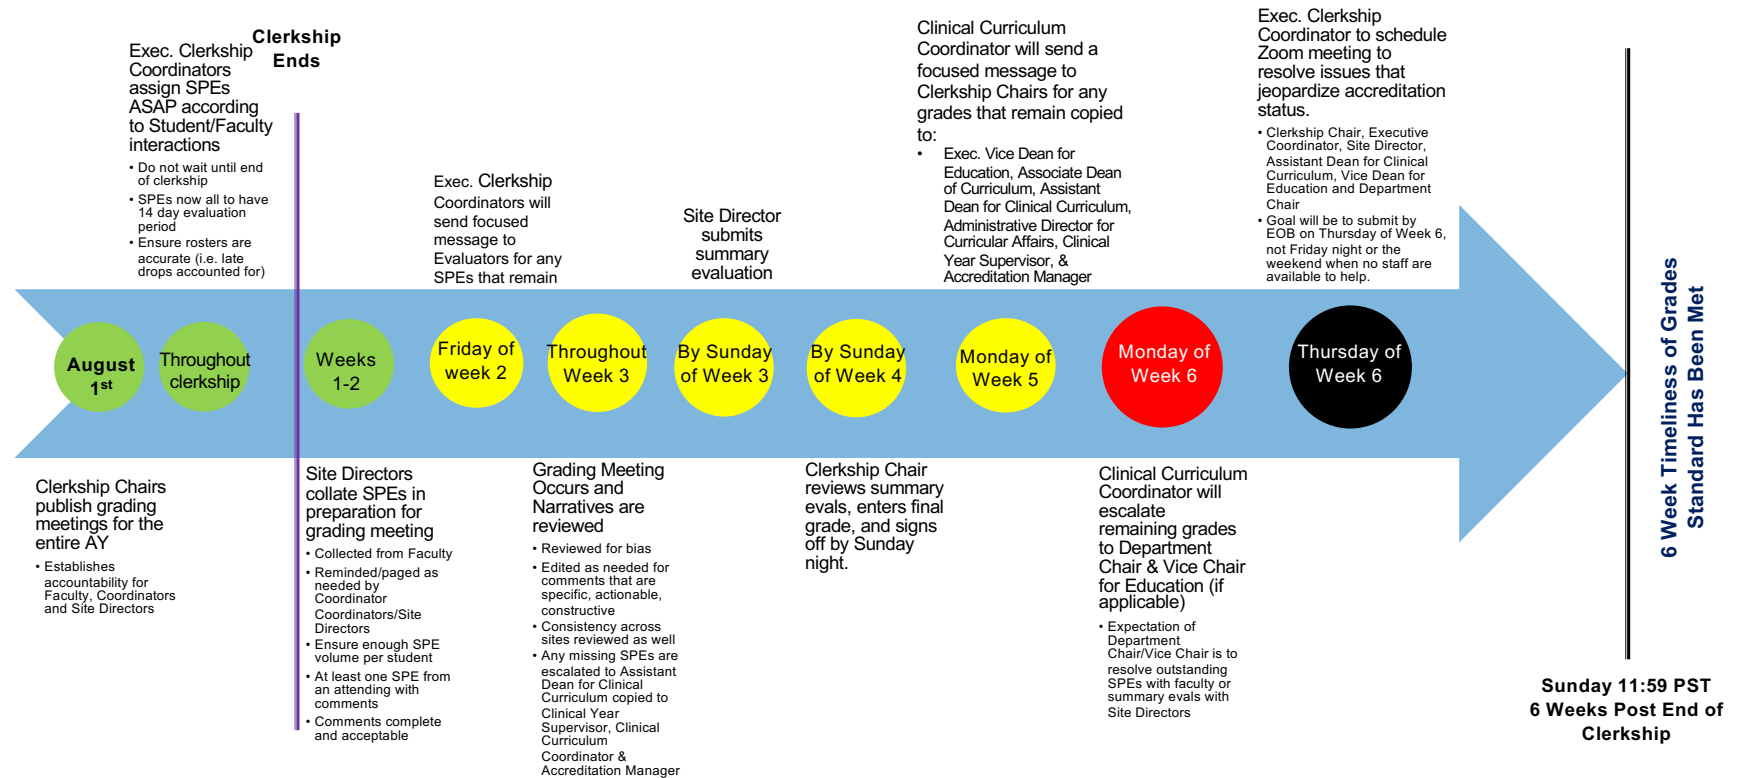 Exec. Clerkship
Coordinators
assign SPEs
ASAP according
to Student/Faculty
interactions
• Do not wait until end
of clerkship
• SPEs now all to have
14 day evaluation
period
• Ensure rosters are
accurate (i.e. late
drops accounted for)
Clerkship
Ends
Exec. Clerkship
Coordinators will
send focused
message to
Evaluators for any
SPEs that remain
Site Director
submits
summary
evaluation
Clinical Curriculum
Coordinator will send a
focused message to
Clerkship Chairs for any
grades that remain copied
to:
• Exec. Vice Dean for
Education, Associate Dean
of Curriculum, Assistant
Dean for Clinical Curriculum,
Administrative Director for
Curricular Affairs, Clinical
Year Supervisor, &
Accreditation Manager
Exec. Clerkship
Coordinator to schedule
Zoom meeting to
resolve issues that
jeopardize accreditation
status.
• Clerkship Chair, Executive
Coordinator, Site Director,
Assistant Dean for Clinical
Curriculum, Vice Dean for
Education and Department
Chair
• Goal will be to submit by
EOB on Thursday of Week 6,
not Friday night or the
weekend when no staff are
available to help.
August
1st
Throughout
clerkship
Weeks
1-2
Friday of
week 2
Throughout
Week 3
By Sunday
of Week 3
By Sunday
of Week 4
Monday of
Week 5
Monday of
Week 6
Thursday of
Week 6
6 Week Timeliness of Grades
Standard Has Been Met
Clerkship Chairs
publish grading
meetings for the
entire AY
• Establishes
accountability for
Faculty, Coordinators
and Site Directors
Site Directors
collate SPEs in
preparation for
grading meeting
• Collected from Faculty
• Reminded/paged as
needed by
Coordinator
Coordinators/Site
Directors
• Ensure enough SPE
volume per student
• At least one SPE from
an attending with
comments
• Comments complete
and acceptable
Grading Meeting
Occurs and
Narratives are
reviewed
• Reviewed for bias
• Edited as needed for
comments that are
specific, actionable,
constructive
• Consistency across
sites reviewed as well
• Any missing SPEs are
escalated to Assistant
Dean for Clinical
Curriculum copied to
Clinical Year
Supervisor, Clinical
Curriculum
Coordinator &
Accreditation Manager
Clerkship Chair
reviews summary
evals, enters final
grade, and signs
off by Sunday
night.
Clinical Curriculum
Coordinator will
escalate
remaining grades
to Department
Chair & Vice Chair
for Education (if
applicable)
• Expectation of
Department
Chair/Vice Chair is to
resolve outstanding
SPEs with faculty or
summary evals with
Site Directors
Sunday 11:59 PST
6 Weeks Post End of
Clerkship